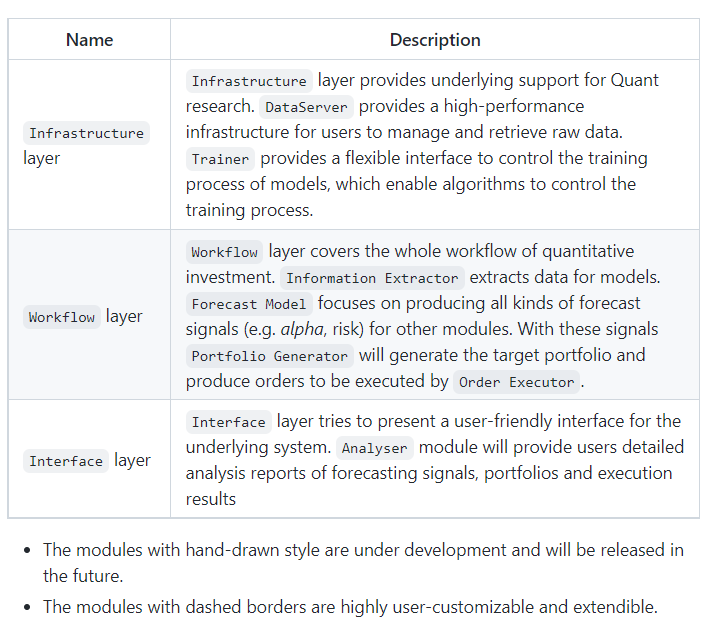 Name
Description
Infrastructure
layer
Infrastructure layer provides underlying support for Quant
research. DataServer provides a high-performance
infrastructure for users to manage and retrieve raw data.
Trainer provides a flexible interface to control the training
process of models, which enable algorithms to control the
training process.
Workflow layer
Workflow layer covers the whole workflow of quantitative
investment. Information Extractor extracts data for models.
Forecast Model focuses on producing all kinds of forecast
signals (e.g. alpha, risk) for other modules. With these signals
Portfolio Generator will generate the target portfolio and
produce orders to be executed by Order Executor.
Interface layer
Interface layer tries to present a user-friendly interface for the
underlying system. Analyser module will provide users detailed
analysis reports of forecasting signals, portfolios and execution
results
• The modules with hand-drawn style are under development and will be released in
the future.
• The modules with dashed borders are highly user-customizable and extendible.